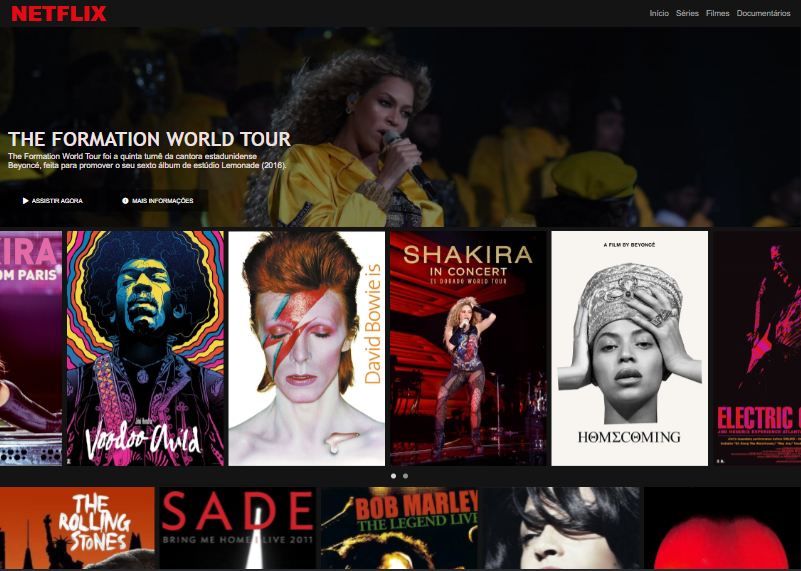 NETFLIX
Início Séries Filmes Documentários
THE FORMATION WORLD TOUR
The Formation World Tour foi a quinta turnê da cantora estadunidense
Beyoncé, feita para promover o seu sexto álbum de estúdio Lemonade (2016).
ASSISTIR AGORA
MAIS INFORMAÇÕES
IRA
OM PARIS
Voodoo Child
David Bowie is
SHAKIRA
IN CONCERT
EL DORADO WORLD TOUR
A FILM BY BEYONCÉ
HOMECOMING
ELECTRIC
THE
ROLLING
STONES
SADE
BRING ME HOME LIVE 2011
BOB MARLEY
THE LEGEND LIVE